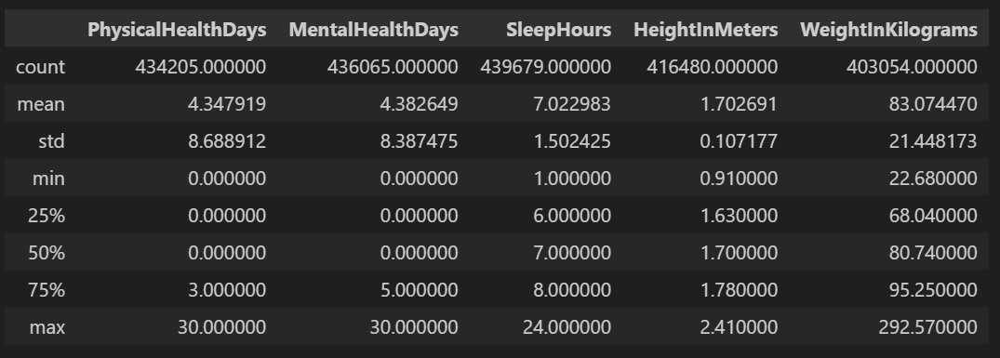 PhysicalHealthDays MentalHealthDays SleepHours HeightInMeters WeightInKilograms
count 434205.000000 436065.000000 439679.000000 416480.000000 403054.000000
mean 4.347919 4.382649 7.022983 1.702691 83.074470
std 8.688912 8.387475 1.502425 0.107177 21.448173
min 0.000000 0.000000 1.000000 0.910000 22.680000
25% 0.000000 0.000000 6.000000 1.630000 68.040000
50% 0.000000 0.000000 7.000000 1.700000 80.740000
75% 3.000000 5.000000 8.000000 1.780000 95.250000
max 30.000000 30.000000 24.000000 2.410000 292.570000